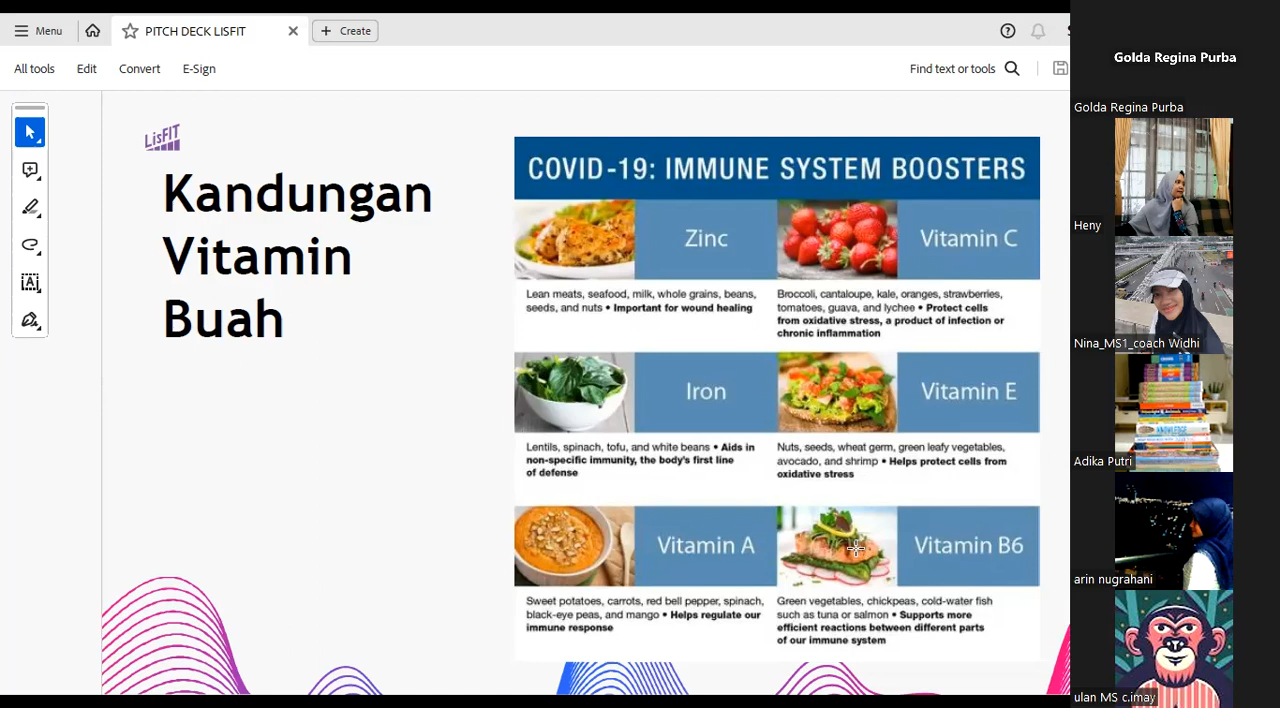 Menu
PITCH DECK LISFIT
Create
All tools
Edit
Convert
E-Sign
Find text or tools
LisFIT
Kandungan
Vitamin
Buah
COVID-19: IMMUNE SYSTEM BOOSTERS
Zinc
Lean meats, seafood, milk, whole grains, beans,
seeds, and nuts • Important for wound healing
Vitamin C
Broccoli, cantaloupe, kale, oranges, strawberries,
tomatoes, guava, and lychee • Protect cells
from oxidative stress, a product of infection or
chronic inflammation
Iron
Lentils, spinach, tofu, and white beans • Aids in
non-specific immunity, the body's first line
of defense
Vitamin E
Nuts, seeds, wheat germ, green leafy vegetables,
avocado, and shrimp • Helps protect cells from
oxidative stress
Vitamin A
Sweet potatoes, carrots, red bell pepper, spinach,
black-eye peas, and mango • Helps regulate our
immune response
Vitamin B6
Green vegetables, chickpeas, cold-water fish
such as tuna or salmon • Supports more
efficient reactions between different parts
of our immune system
Golda Regina Purba
Golda Regina Purba
Heny
Nina_MS1_coach Widhi
KNOWLEDGE
Adika Putri
arin nugrahani
ulan MS c.imay